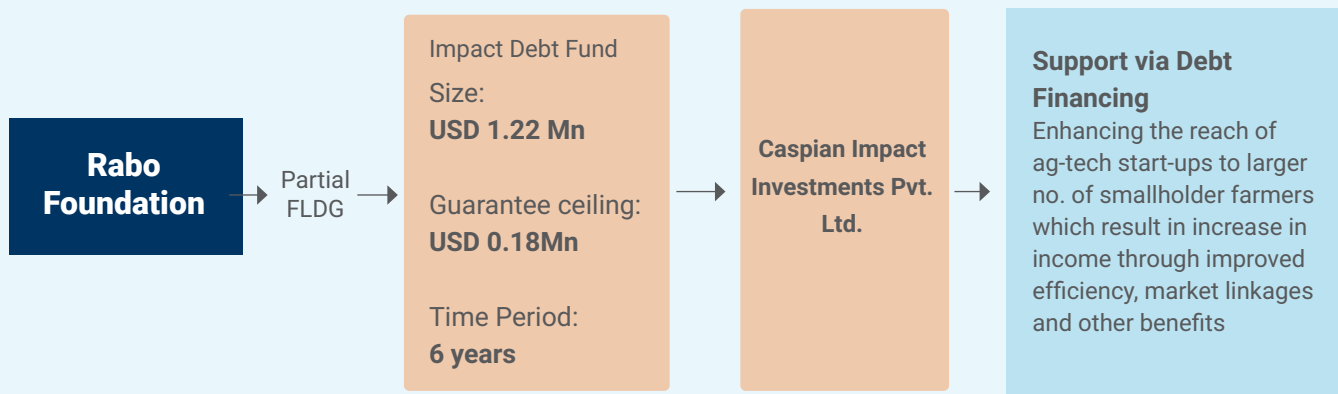 Rabo
Foundation
Partial
FLDG
Impact Debt Fund
Size:
USD 1.22 Mn
Guarantee ceiling:
USD 0.18Mn
Time Period:
6 years
Caspian Impact
Investments Pvt.
Ltd.
Support via Debt
Financing
Enhancing the reach of
ag-tech start-ups to larger
no. of smallholder farmers
which result in increase in
income through improved
efficiency, market linkages
and other benefits